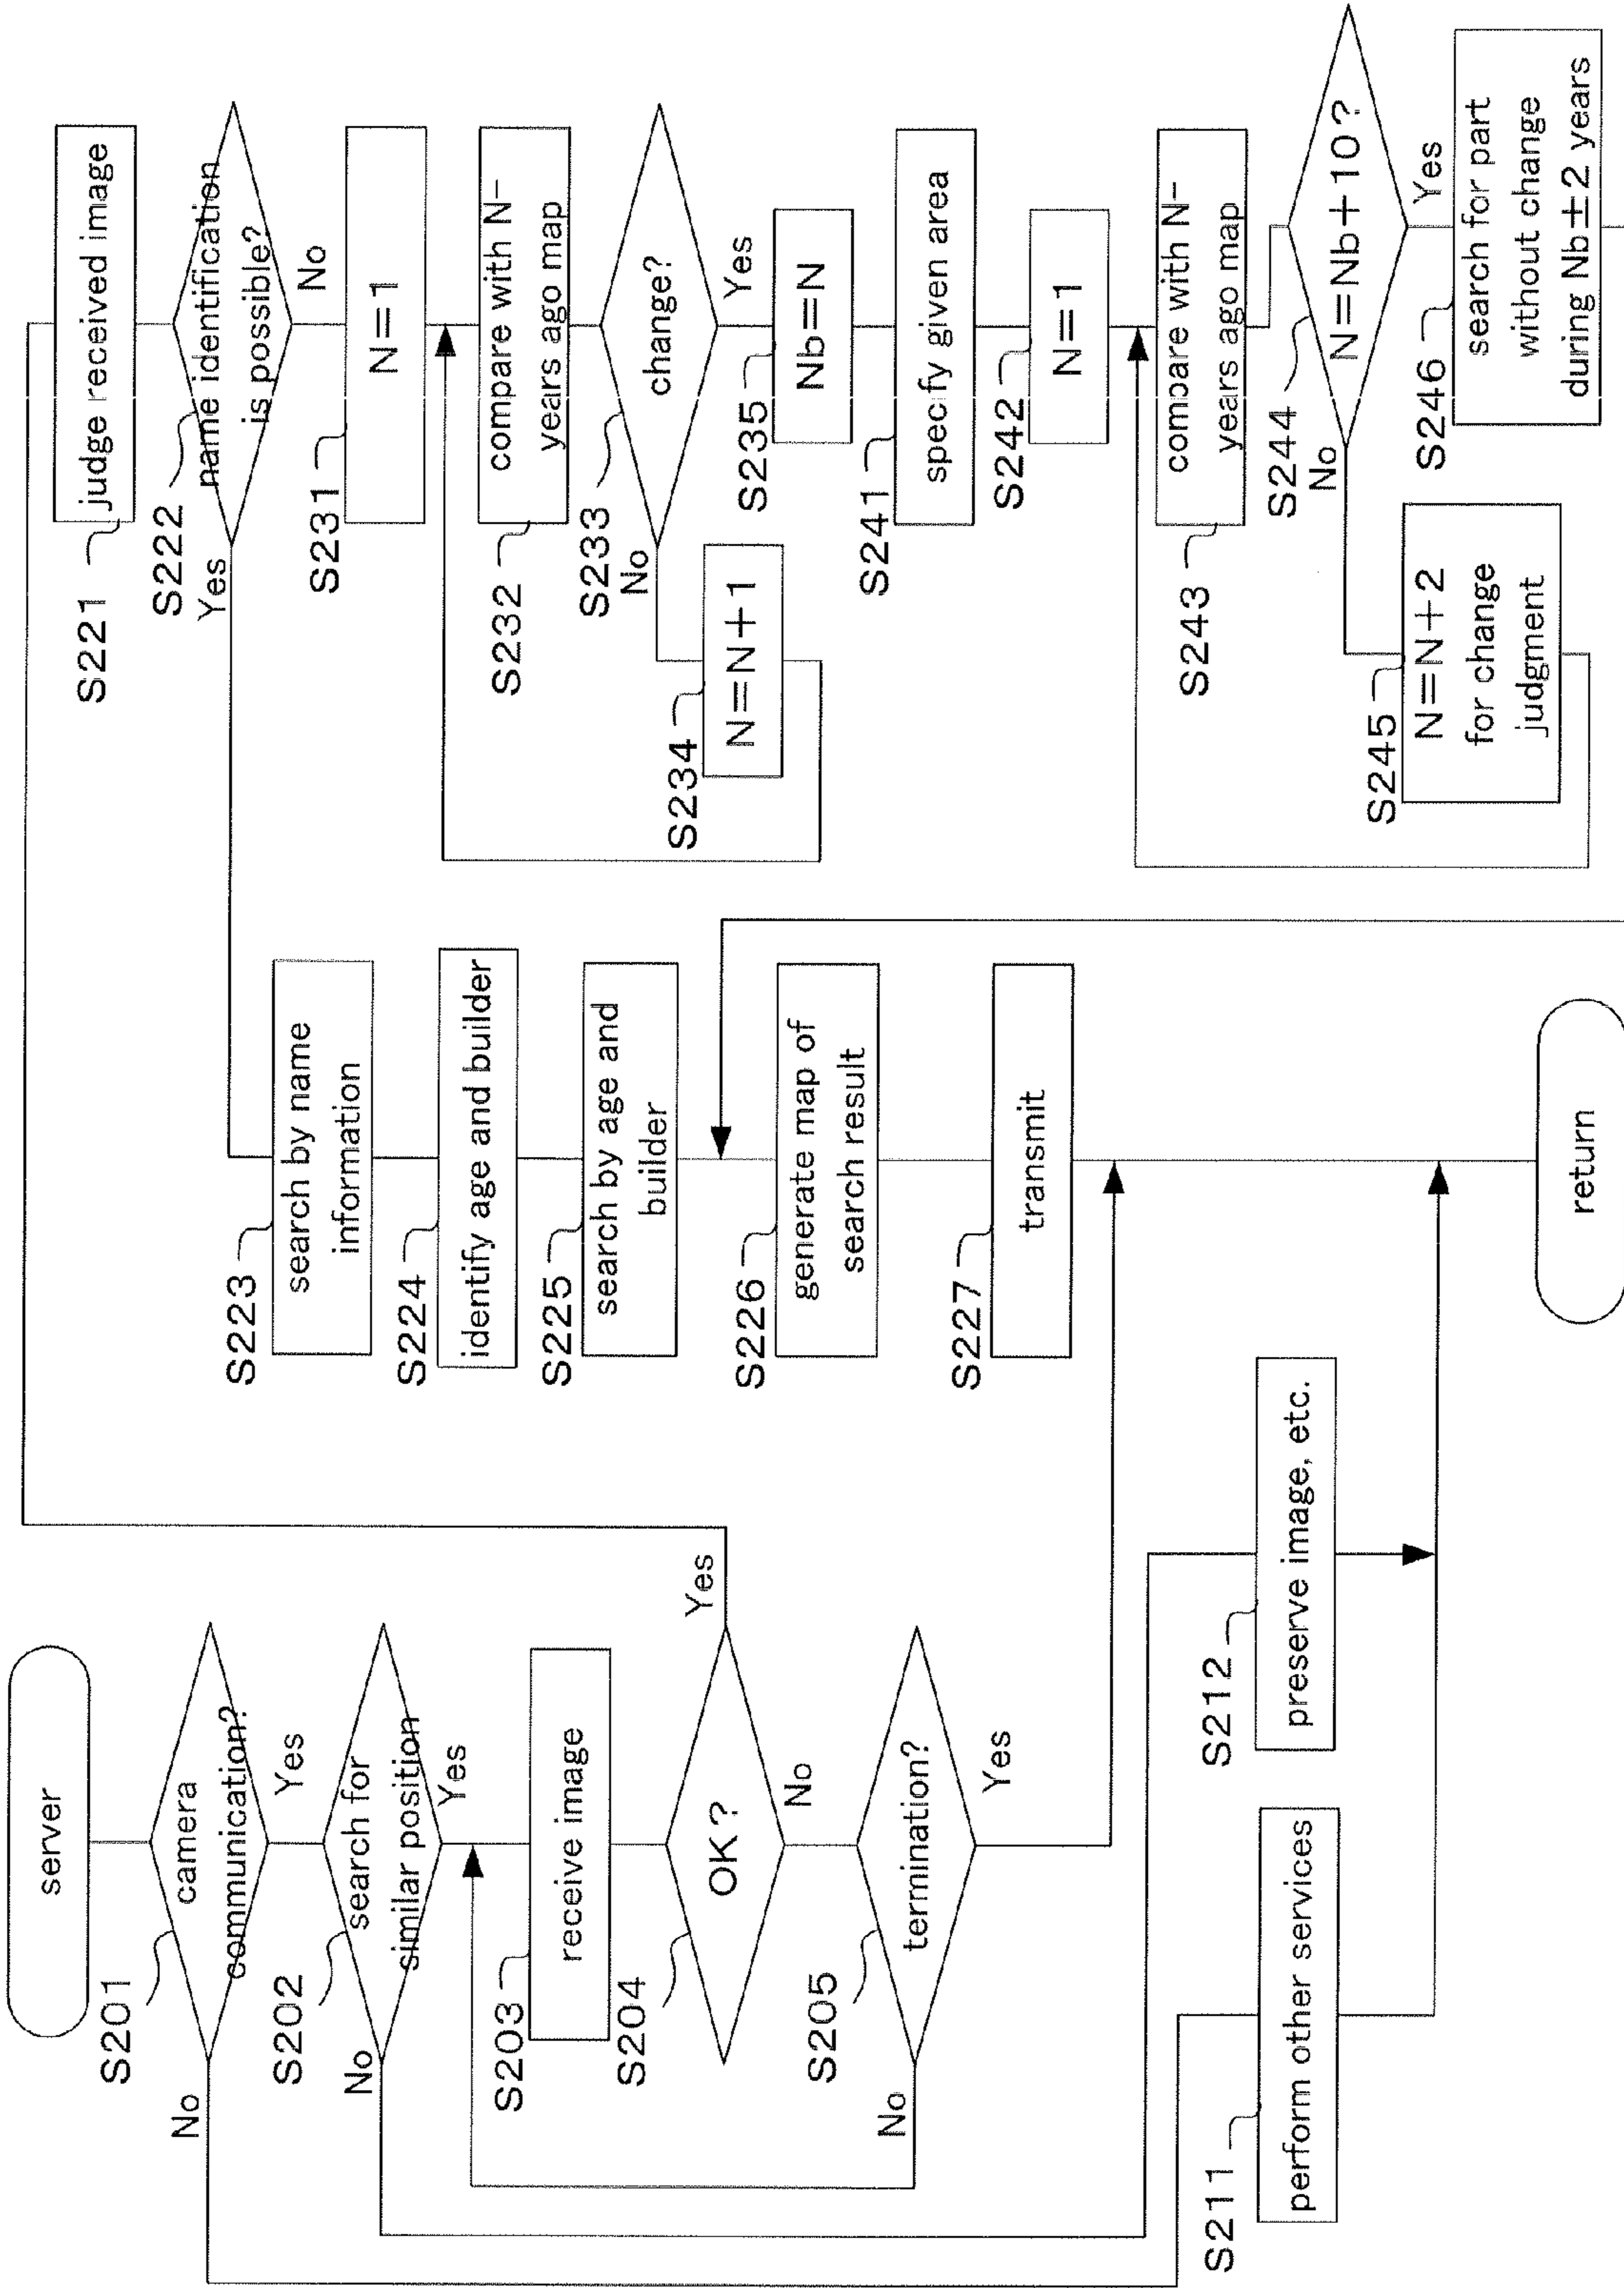 server
S201
camera
communication?
No
Yes
S202
search for
similar position
No
Yes
S203
receive image
S204
OK?
Yes
No
S205
termination?
No
Yes
S211
perform other services
S212
preserve image, etc.
S221
judge received image
S222
name identification
is possible?
Yes
No
S223
search by name
information
S224
identify age and builder
S225
search by age and
builder
S226
generate map of
search result
S227
transmit
return
S231
N=1
S232
compare with N-
years ago map
S233
change?
No
Yes
S234
N=N+1
S235
Nb=N
S241
specify given area
S242
N=1
S243
compare with N-
years ago map
S244
N=Nb+10?
No
Yes
S245
N=N+2
for change
judgment
S246
search for part
without change
during Nb±2 years